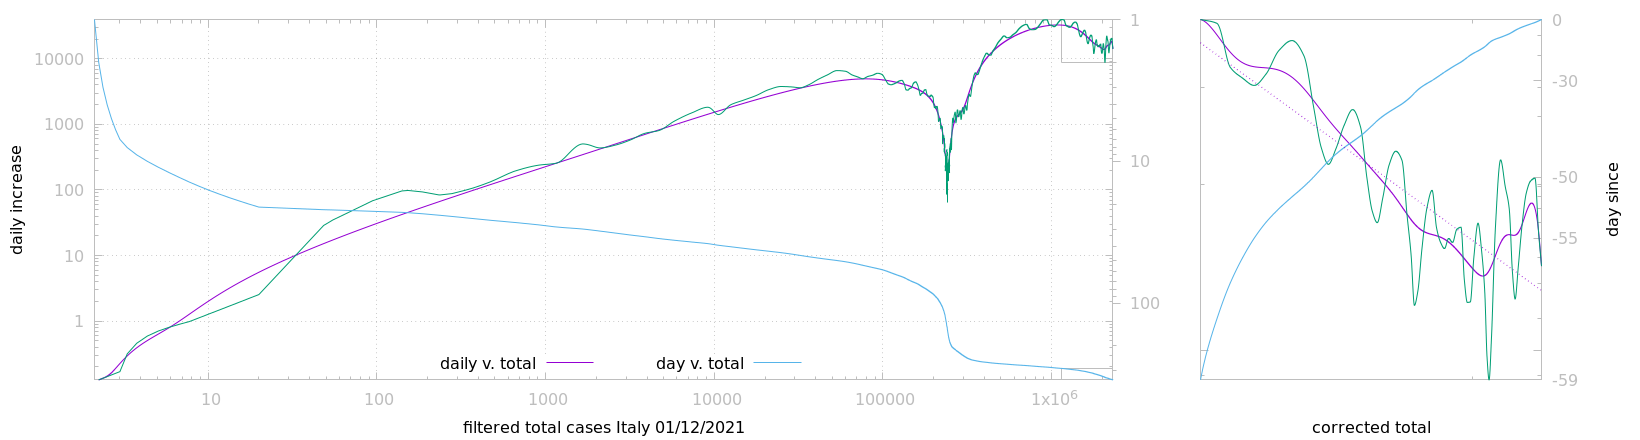 10000
1000
100
10
1
daily increase
10
100
1000
10000
100000
1x10^6
filtered total cases Italy 01/12/2021
daily v. total
day v. total
1
10
100
0
-30
-50
-55
-59
day since
corrected total